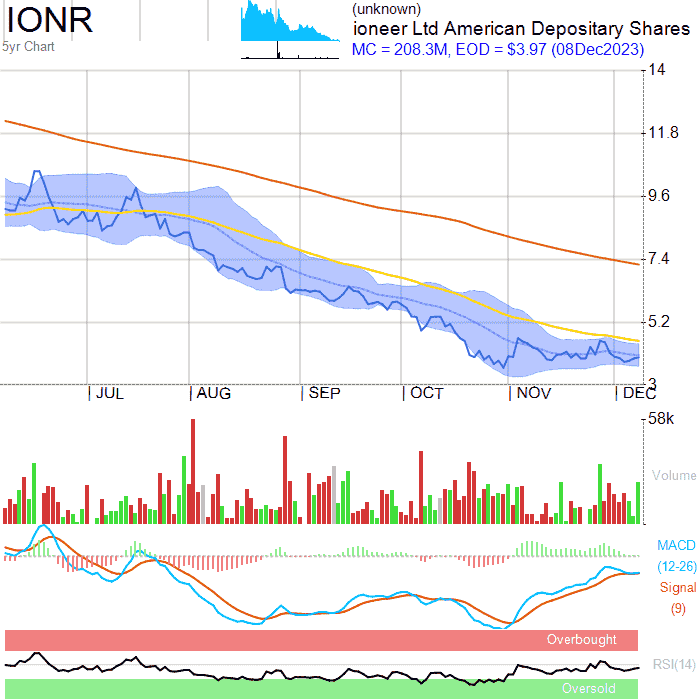 IONR
(unknown)
ioneer Ltd American Depositary Shares
5yr Chart
MC = 208.3M, EOD = $3.97 (08Dec2023)
14
11.8
9.6
7.4
5.2
3
JUL
AUG
SEP
OCT
NOV
DEC
58k
Volume
MACD
(12-26)
Signal
(9)
Overbought
RSI(14)
Oversold